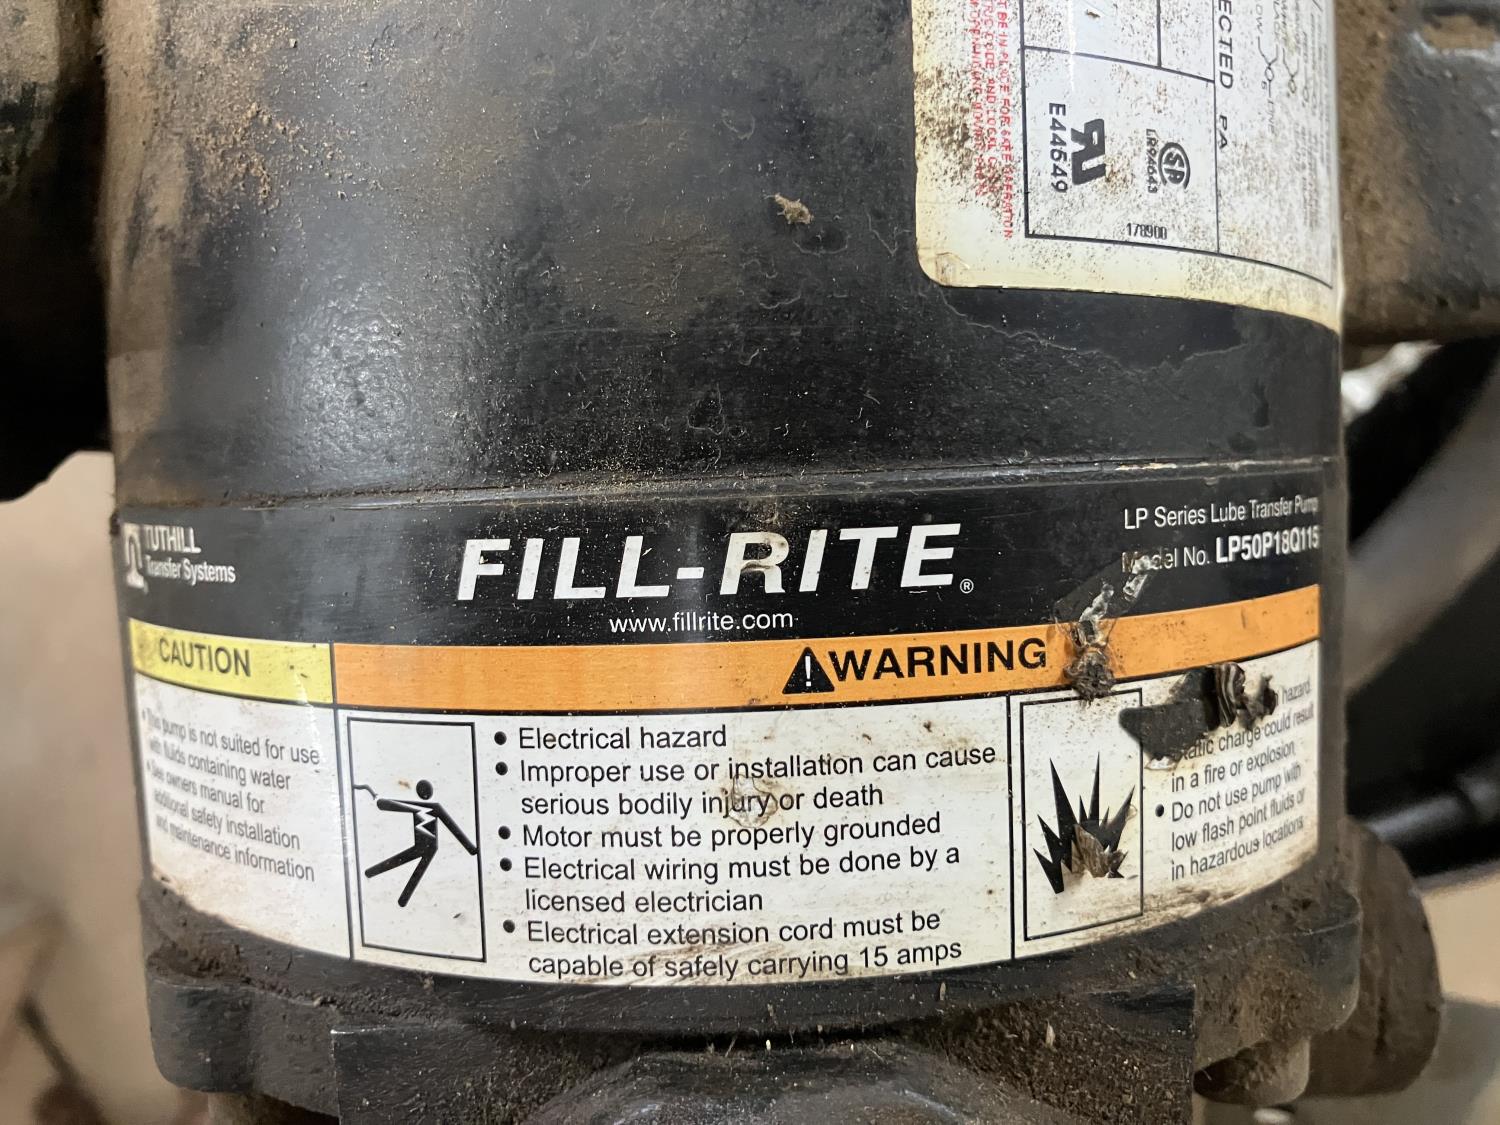 TUTHILL
Transfer Systems
FILL-RITE®
www.fillrite.com
LP Series Lube Transfer Pump
Model No. LP50P18Q115
CAUTION
• This pump is not suited for use
with fluids containing water
• See owners manual for
additional safety installation
and maintenance information
WARNING
• Electrical hazard
• Improper use or installation can cause
serious bodily injury or death
• Motor must be properly grounded
• Electrical wiring must be done by a
licensed electrician
• Electrical extension cord must be
capable of safely carrying 15 amps
hazard.
static charge could result
in a fire or explosion
• Do not use pump with
low flash point fluids or
in hazardous locations
E44649
LR94643
178900
PA